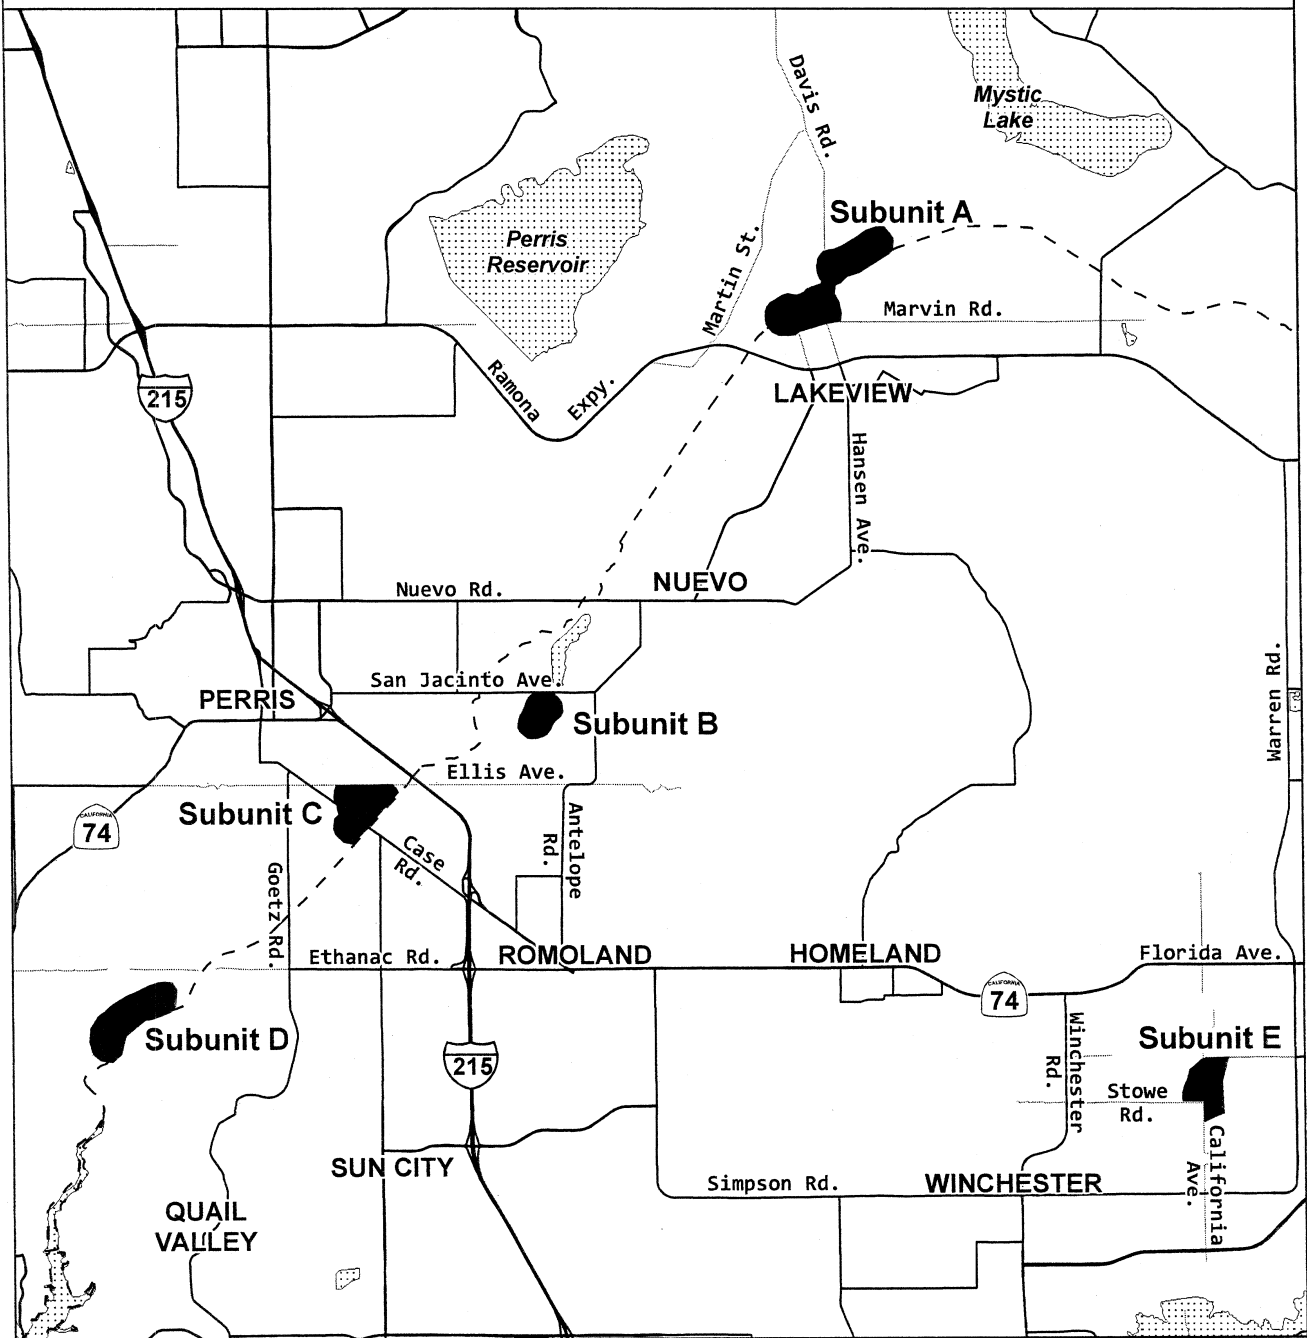 Davis Rd.
Mystic
Lake
Subunit A
Perris
Reservoir
Martin St.
Marvin Rd.
Ramona
Expy.
215
LAKEVIEW
Hansen Ave.
Nuevo Rd.
NUEVO
San Jacinto Ave.
PERRIS
Subunit B
Warren Rd.
Ellis Ave.
Subunit C
CALIFORNIA
74
Antelope
Rd.
Case
Rd.
Goetz Rd.
Ethanac Rd.
ROMOLAND
HOMELAND
Florida Ave.
CALIFORNIA
74
Subunit D
215
Winchester
Rd.
Subunit E
Stowe
Rd.
California
Ave.
SUN CITY
Simpson Rd.
WINCHESTER
QUAIL
VALLEY